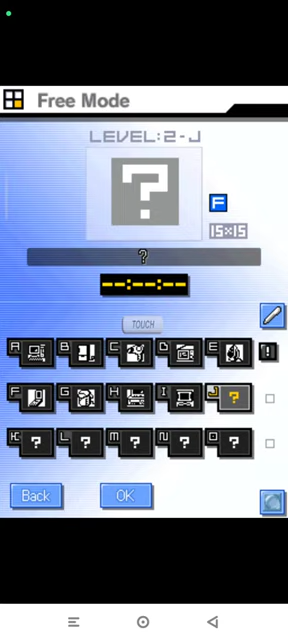 Free Mode
LEVEL:2-J
?
F
15×15
?
--:--:--
TOUCH
A B C D E !
F G H I J ?
K ? L ? M ? N ? O ?
Back OK